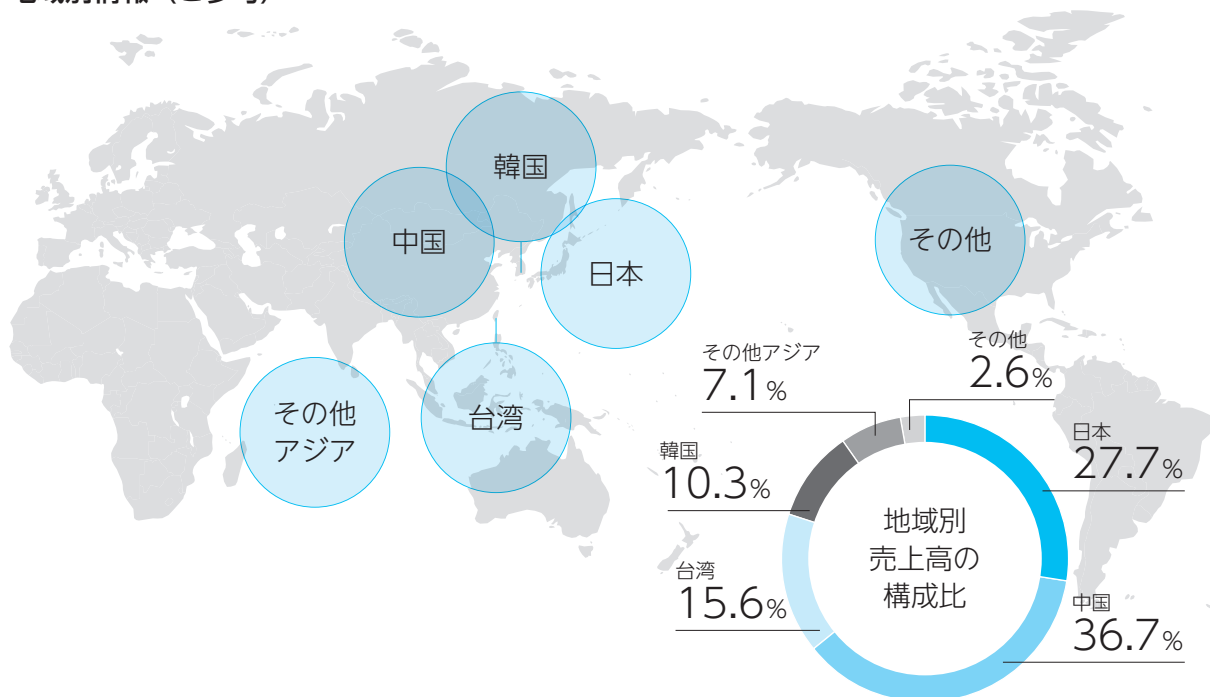 韓国
中国
日本
その他
その他
アジア
台湾
その他アジア
7.1%
その他
2.6%
日本
27.7%
韓国
10.3%
台湾
15.6%
中国
36.7%
地域別
売上高の
構成比